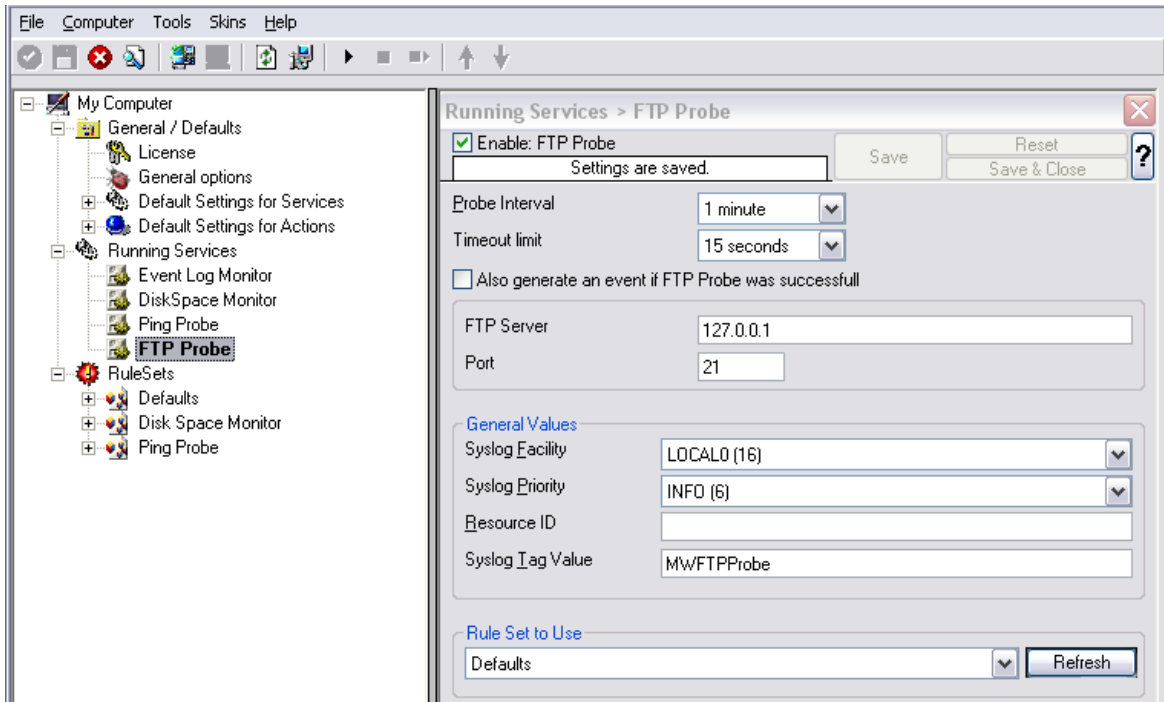 File Computer Tools Skins Help
My Computer
General / Defaults
License
General options
Default Settings for Services
Default Settings for Actions
Running Services
Event Log Monitor
DiskSpace Monitor
Ping Probe
FTP Probe
RuleSets
Defaults
Disk Space Monitor
Ping Probe
Running Services > FTP Probe
Enable: FTP Probe
Settings are saved.
Save
Reset
Save & Close
?
Probe Interval 1 minute
Timeout limit 15 seconds
Also generate an event if FTP Probe was successfull
FTP Server 127.0.0.1
Port 21
General Values
Syslog Facility LOCAL0 (16)
Syslog Priority INFO (6)
Resource ID
Syslog Tag Value MWFTPProbe
Rule Set to Use
Defaults Refresh